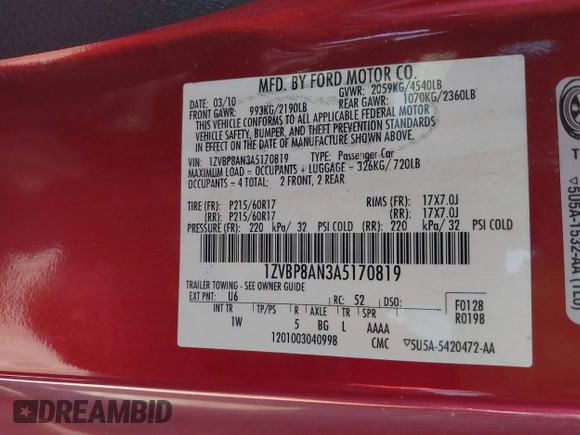 MFD. BY FORD MOTOR CO.
03/10 GVWR: 2059KG/4540LB
FRONT GAWR: 993KG/2190LB REAR GAWR: 1070KG/2360LB
THIS VEHICLE CONFORMS TO ALL APPLICABLE FEDERAL MOTOR
VEHICLE SAFETY, BUMPER, AND THEFT PREVENTION STANDARDS
IN EFFECT ON THE DATE OF MANUFACTURE SHOWN ABOVE.
VIN: 1ZVBP8AN3A5170819 TYPE: Passenger Car
MAXIMUM LOAD = OCCUPANTS + LUGGAGE = 326KG/ 720LB
OCCUPANTS = 4 TOTAL; 2 FRONT, 2 REAR
TIRE (FR): P215/60R17 RIMS (FR): 17X7.0J
(RR): P215/60R17 (RR): 17X7.0J
PRESSURE (FR): 220 kPa/ 32 PSI COLD (RR): 220 kPa/ 32 PSI COLD
1ZVBP8AN3A5170819
TRAILER TOWING - SEE OWNER GUIDE
EXT PNT: U6 RC: 52 DSO:
INT TR TP/PS R AXLE TR SPR
1W 5 BG L AAAA
F0128
R0198
1201003040998 CMC 5U5A-5420472-AA
5U5A-1532-AA (TLU)
DREAMBID